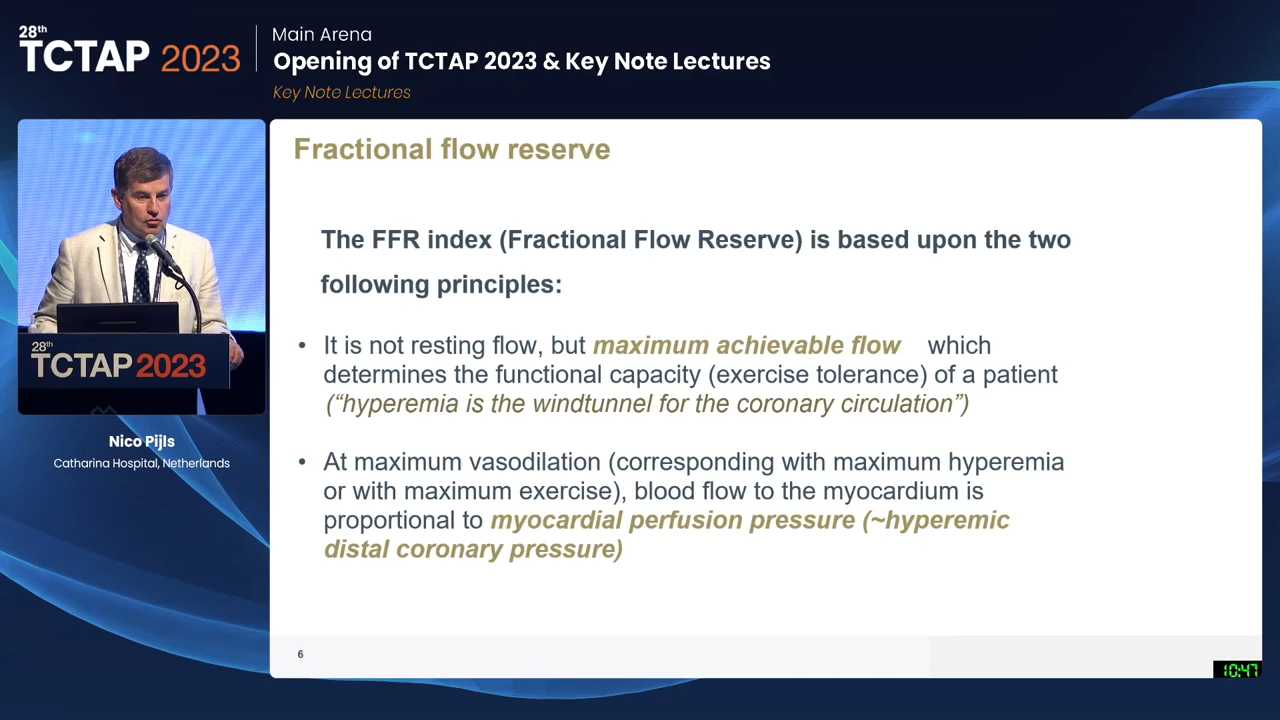 28th
TCTAP 2023
Main Arena
Opening of TCTAP 2023 & Key Note Lectures
Key Note Lectures
28th
TCTAP 2023
Nico Pijls
Catharina Hospital, Netherlands
Fractional flow reserve
The FFR index (Fractional Flow Reserve) is based upon the two
following principles:
• It is not resting flow, but maximum achievable flow which
determines the functional capacity (exercise tolerance) of a patient
(“hyperemia is the windtunnel for the coronary circulation”)
• At maximum vasodilation (corresponding with maximum hyperemia
or with maximum exercise), blood flow to the myocardium is
proportional to myocardial perfusion pressure (~hyperemic
distal coronary pressure)
6
10:47